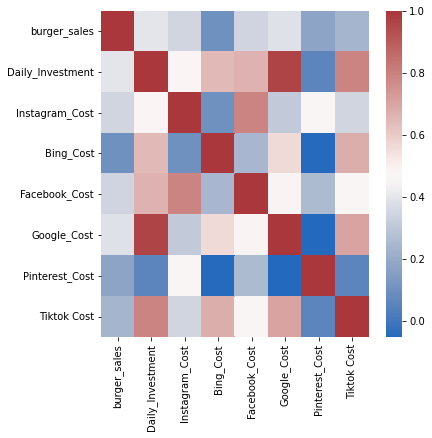 burger_sales
Daily_Investment
Instagram_Cost
Bing_Cost
Facebook_Cost
Google_Cost
Pinterest_Cost
Tiktok Cost
burger_sales
Daily_Investment
Instagram_Cost
Bing_Cost
Facebook_Cost
Google_Cost
Pinterest_Cost
Tiktok Cost
1.0
0.8
0.6
0.4
0.2
0.0